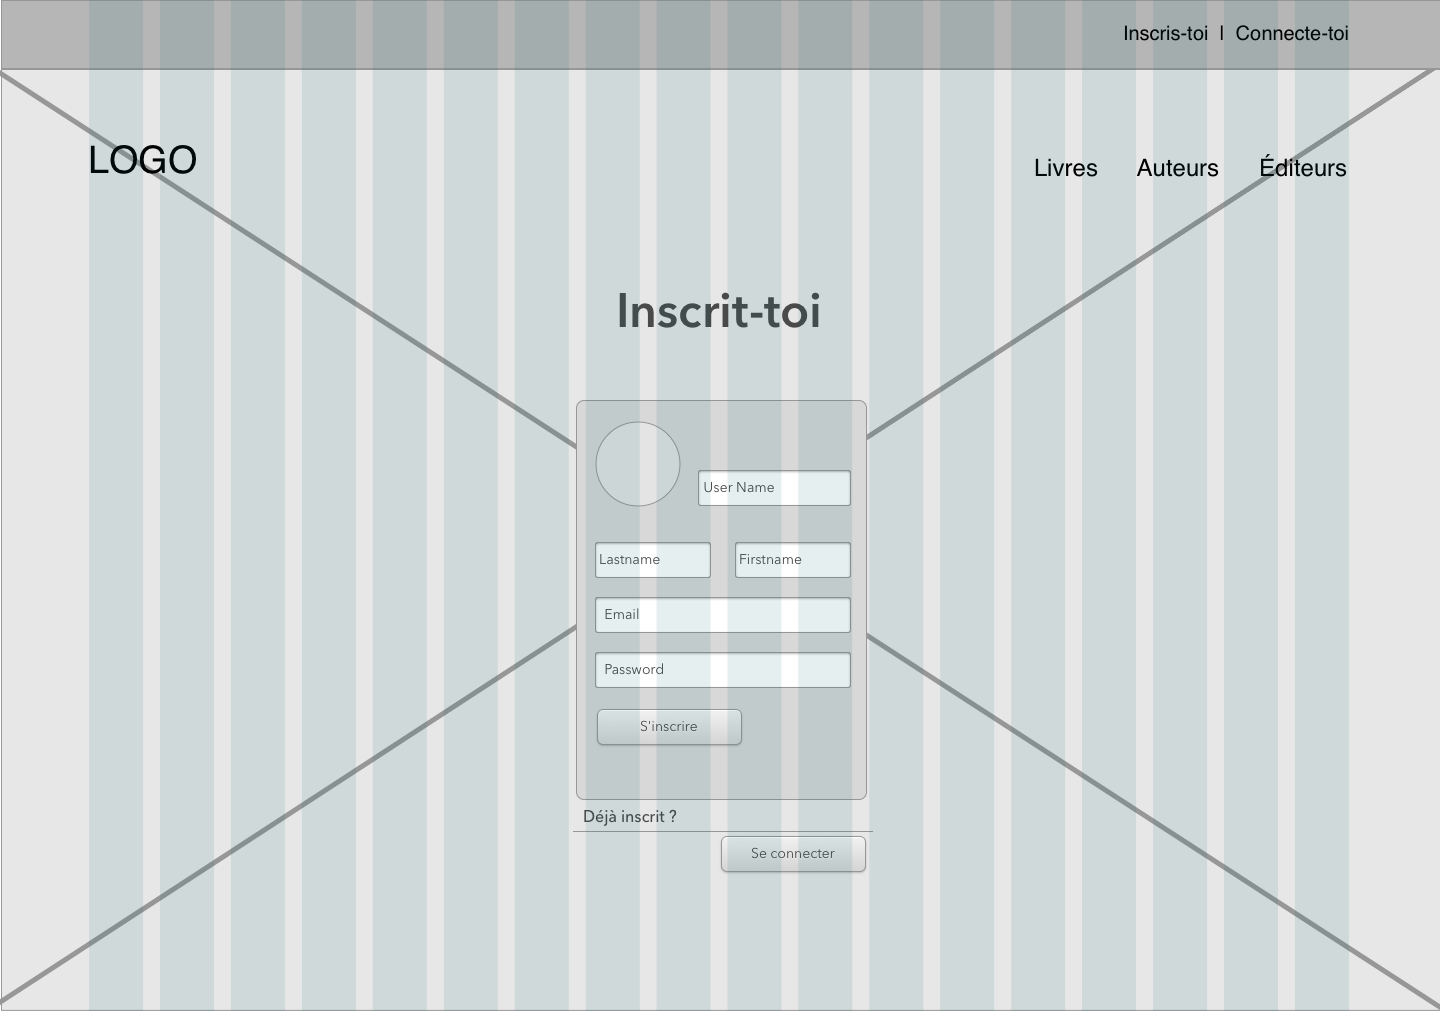 Inscris-toi | Connecte-toi
LOGO
Livres Auteurs Éditeurs
Inscrit-toi
User Name
Lastname Firstname
Email
Password
S'inscrire
Déjà inscrit ?
Se connecter